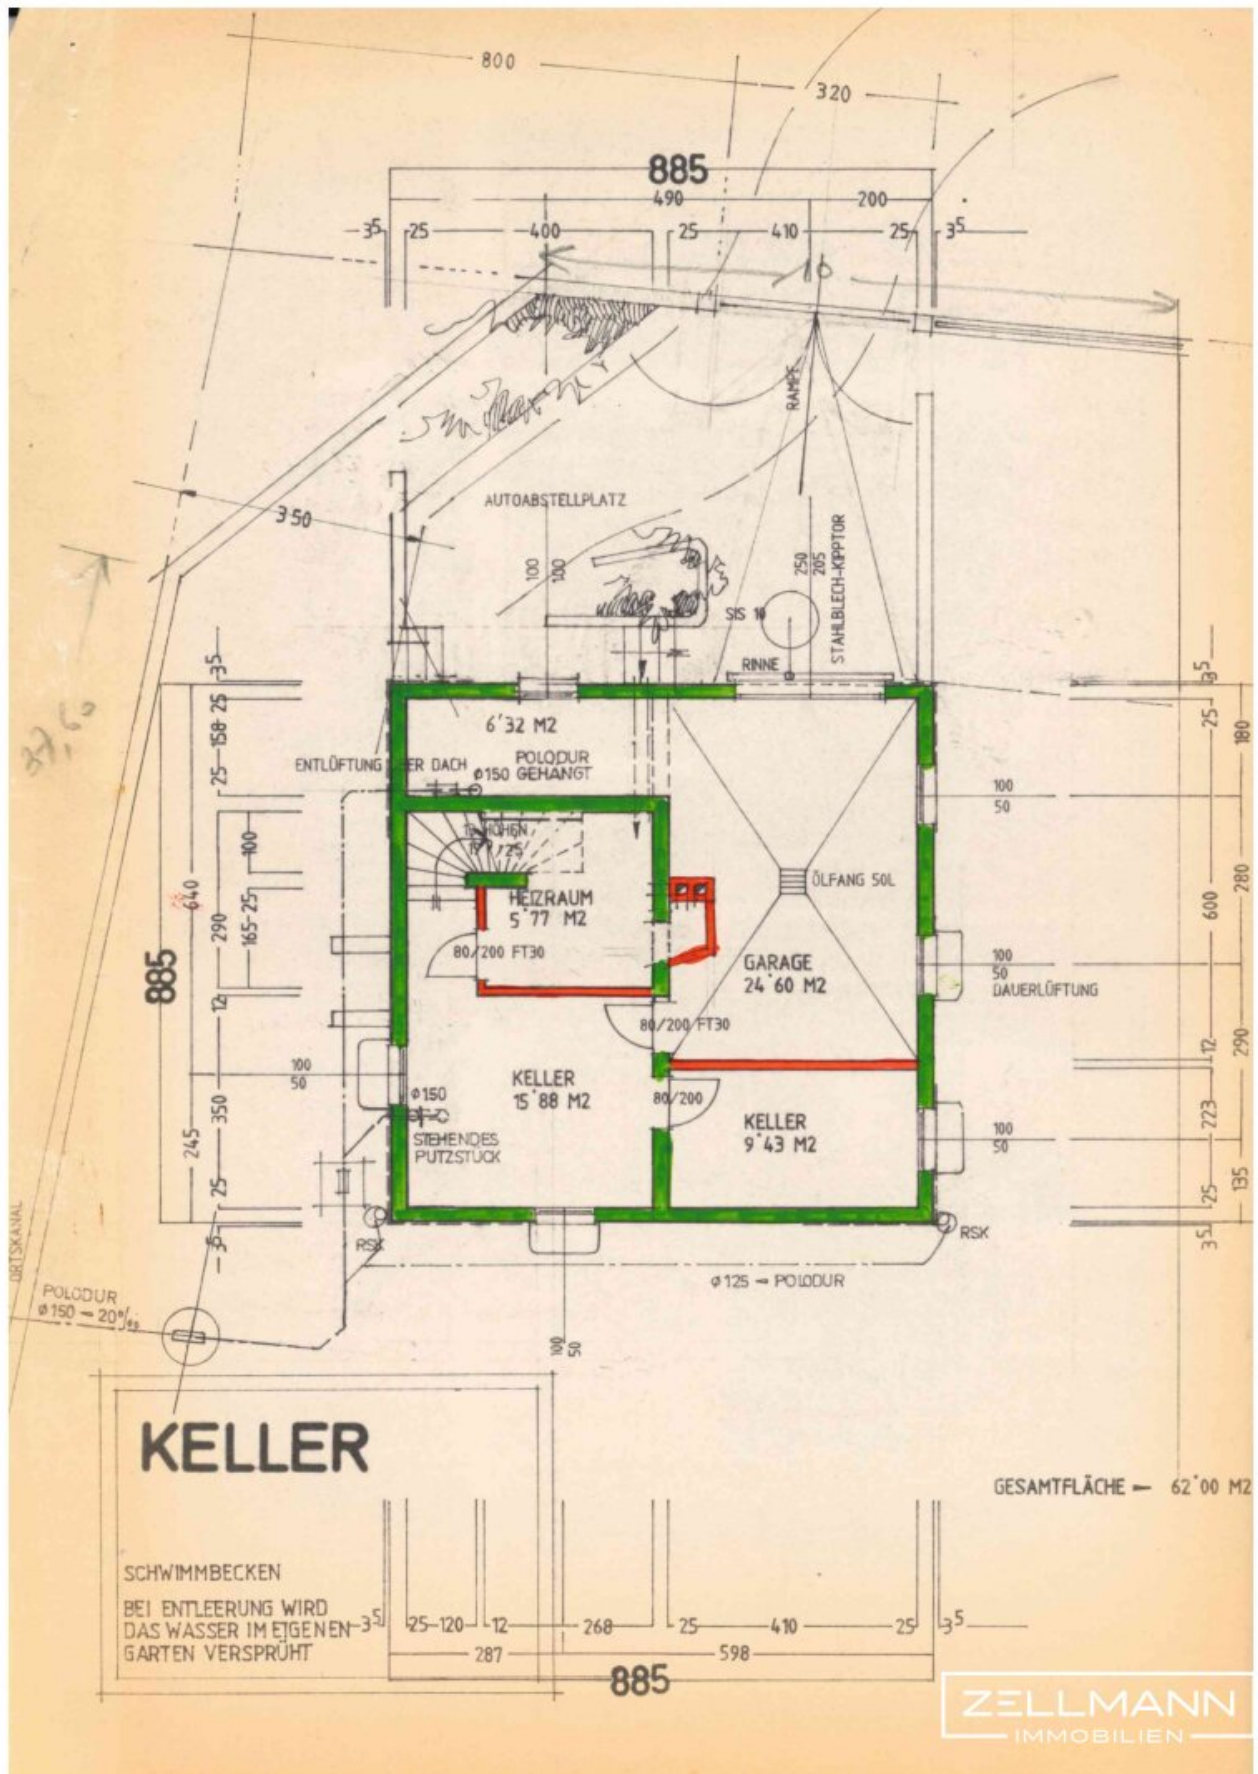 800
320
885
490
200
35 25 400 25 410 25 35
10
350
RAMPE
AUTOABSTELLPLATZ
100
100
250
205
STAHLBLECH-KIPPTOR
SIS 10
RINNE
35
25
158
25
640
290
100
165
25
12
350
245
25
35
885
37,60
35
25
180
600
280
12
290
223
135
25
35
6'32 M2
ENTLÜFTUNG ÜBER DACH
POLODUR
Ø150 GEHÄNGT
HÖHEN
HEIZRAUM
5'77 M2
80/200 FT30
100
50
ÖLFANG 50L
GARAGE
24'60 M2
100
50
DAUERLÜFTUNG
80/200 FT30
100
50
KELLER
15'88 M2
80/200
KELLER
9'43 M2
100
50
Ø150
STEHENDES
PUTZSTÜCK
RSK
RSK
ORTSKANAL
POLODUR
Ø150 – 20‰
Ø125 – POLODUR
100
50
KELLER
GESAMTFLÄCHE – 62'00 M2
SCHWIMMBECKEN
BEI ENTLEERUNG WIRD
DAS WASSER IM EIGENEN
GARTEN VERSPRÜHT
35 25 120 12 268 25 410 25 35
287 598
885
ZELLMANN
IMMOBILIEN